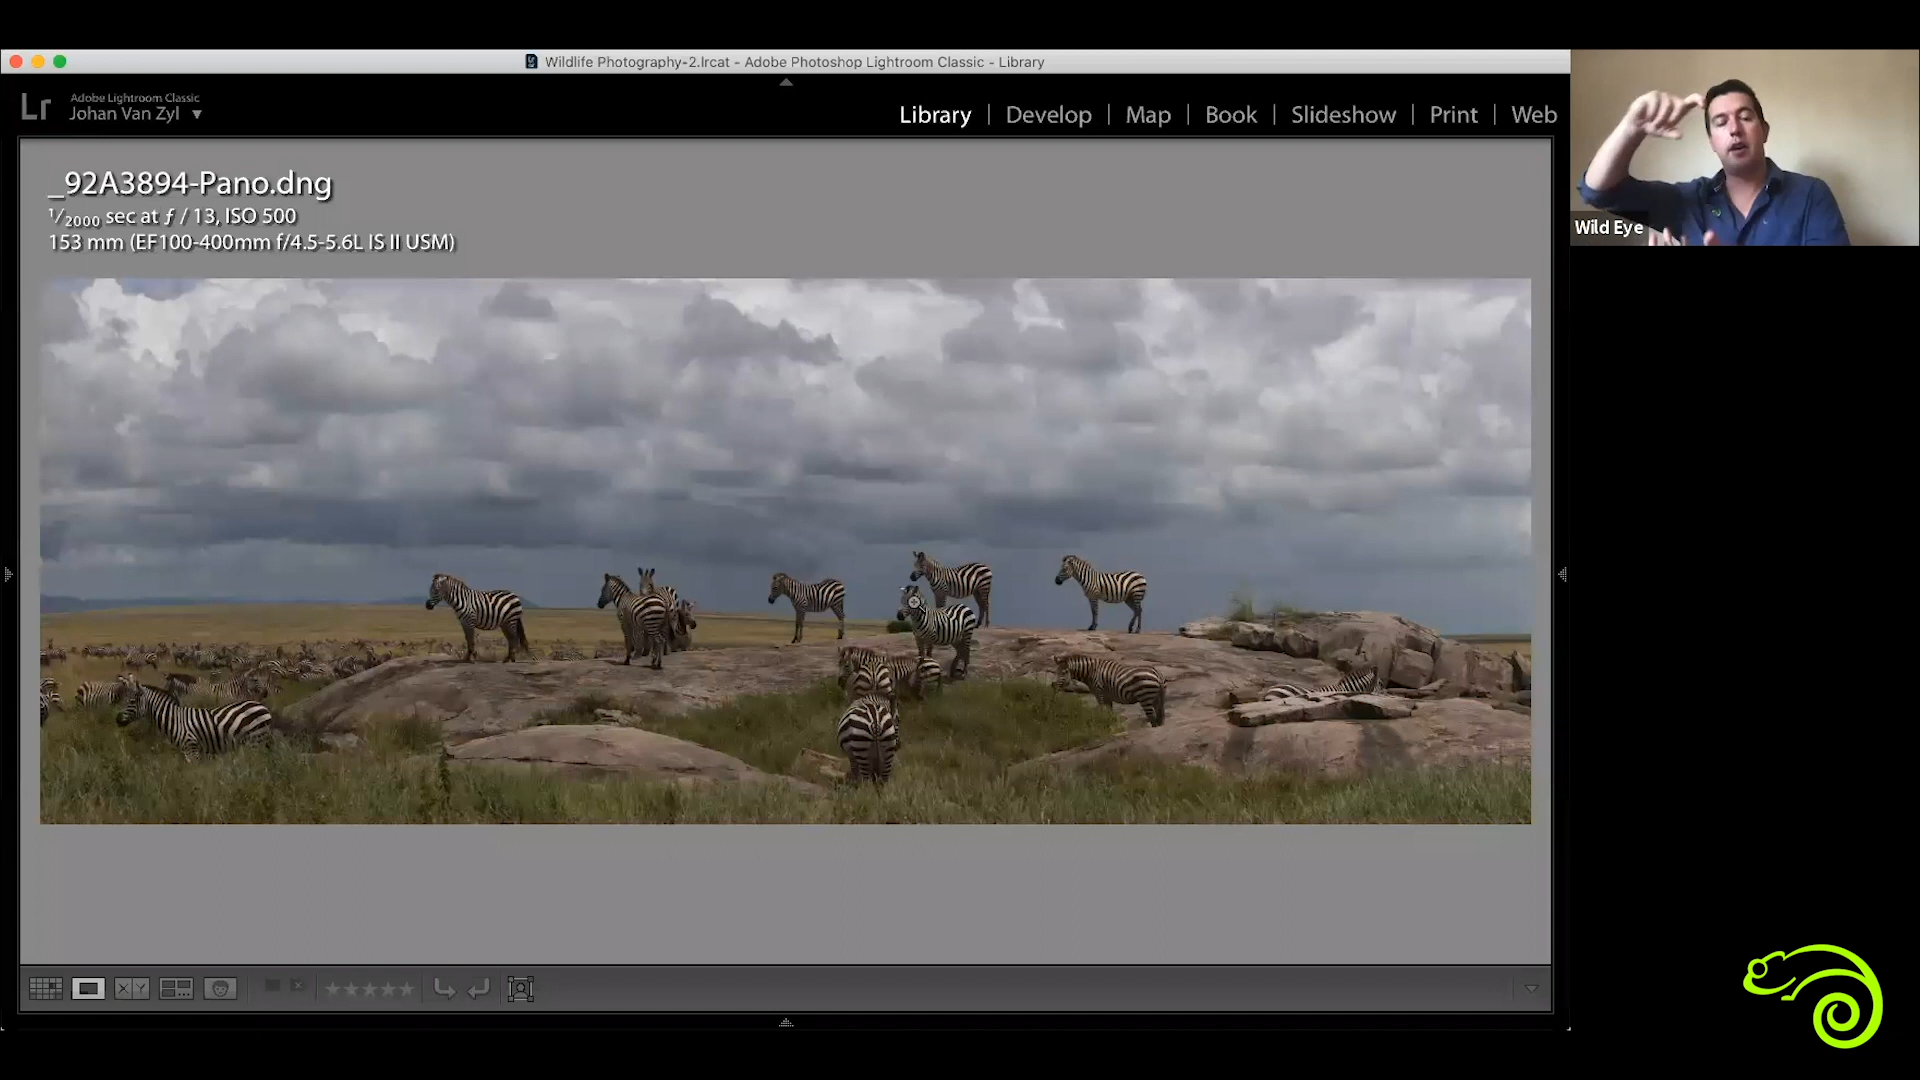 Wildlife Photography-2.lrcat - Adobe Photoshop Lightroom Classic - Library
Lr
Adobe Lightroom Classic
Johan Van Zyl ▼
Library | Develop | Map | Book | Slideshow | Print | Web
_92A3894-Pano.dng
1/2000 sec at ƒ / 13, ISO 500
153 mm (EF100-400mm f/4.5-5.6L IS II USM)
Wild Eye
X Y